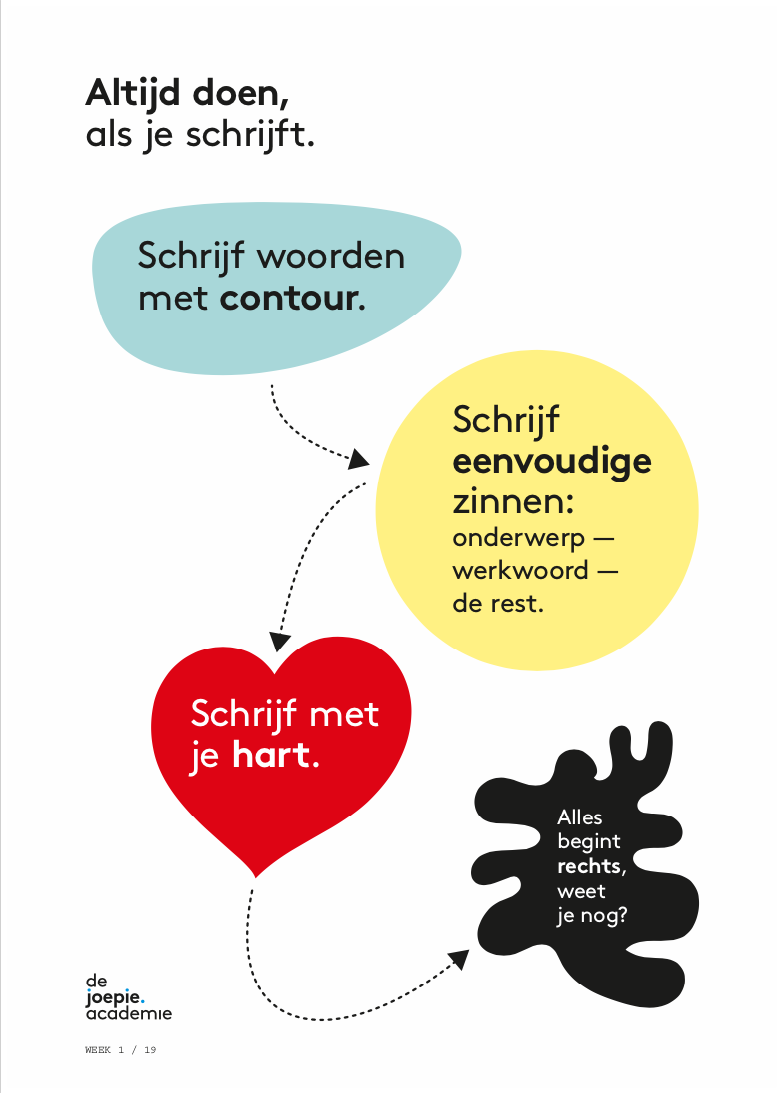 Altijd doen,
als je schrijft.
Schrijf woorden
met contour.
Schrijf
eenvoudige
zinnen:
onderwerp —
werkwoord —
de rest.
Schrijf met
je hart.
Alles
begint
rechts,
weet
je nog?
de
joepie.
academie
WEEK 1 / 19